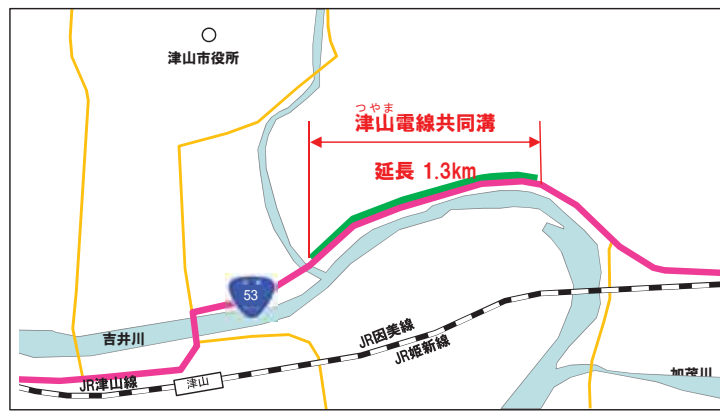 津山市役所
つやま
津山電線共同溝
延長 1.3km
53
吉井川
JR因美線
JR姫新線
JR津山線
津山
加茂川